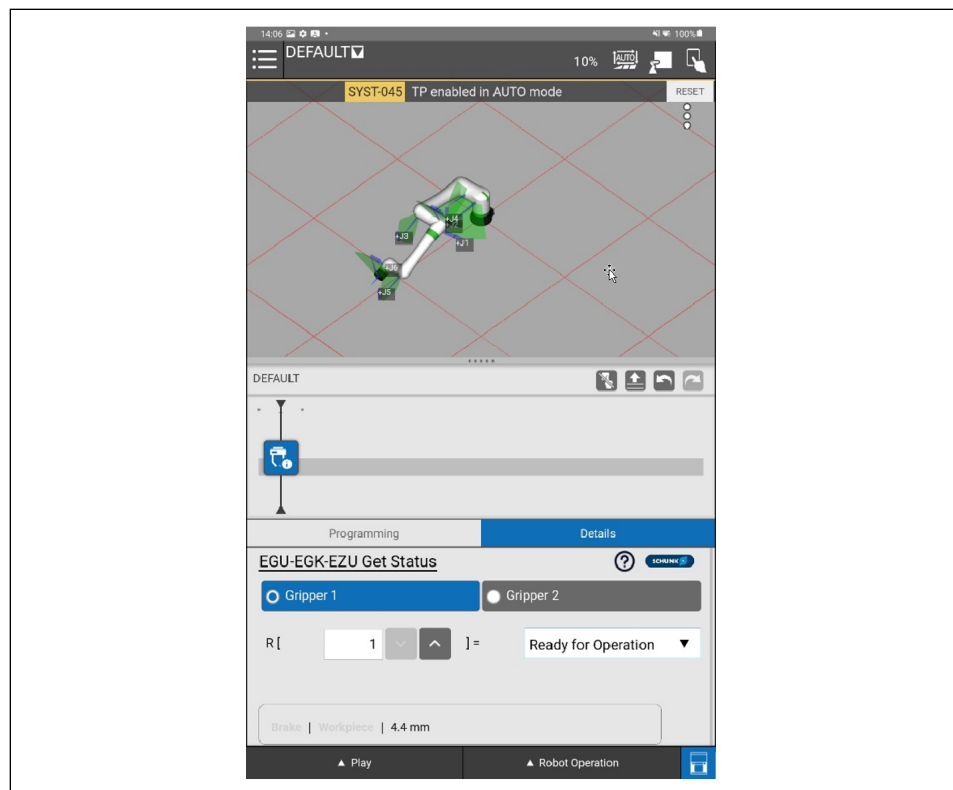 14:06 100%
DEFAULT
10% AUTO
SYST-045 TP enabled in AUTO mode RESET
+J4
+J3
+J1
+J6
+J5
DEFAULT
Programming Details
EGU-EGK-EZU Get Status ? SCHUNK
Gripper 1 Gripper 2
R [ 1 ] = Ready for Operation ▼
Brake | Workpiece | 4.4 mm
▲ Play ▲ Robot Operation